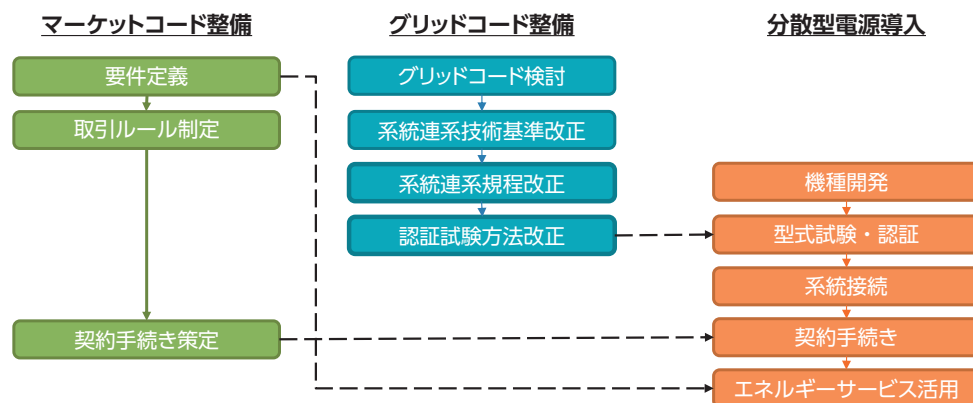 マーケットコード整備
要件定義
取引ルール制定
契約手続き策定
グリッドコード整備
グリッドコード検討
系統連系技術基準改正
系統連系規程改正
認証試験方法改正
分散型電源導入
機種開発
型式試験・認証
系統接続
契約手続き
エネルギーサービス活用